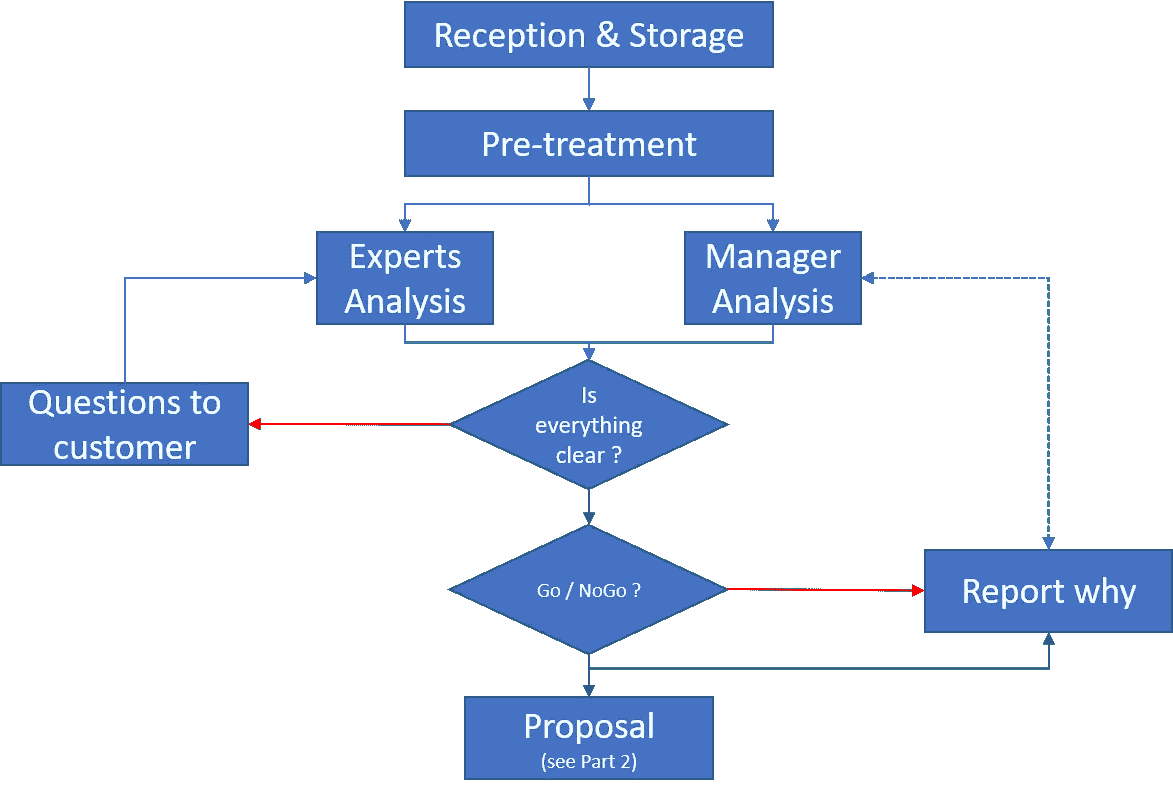 Reception & Storage
Pre-treatment
Experts
Analysis
Manager
Analysis
Is
everything
clear ?
Questions to
customer
Go / NoGo ?
Report why
Proposal
(see Part 2)